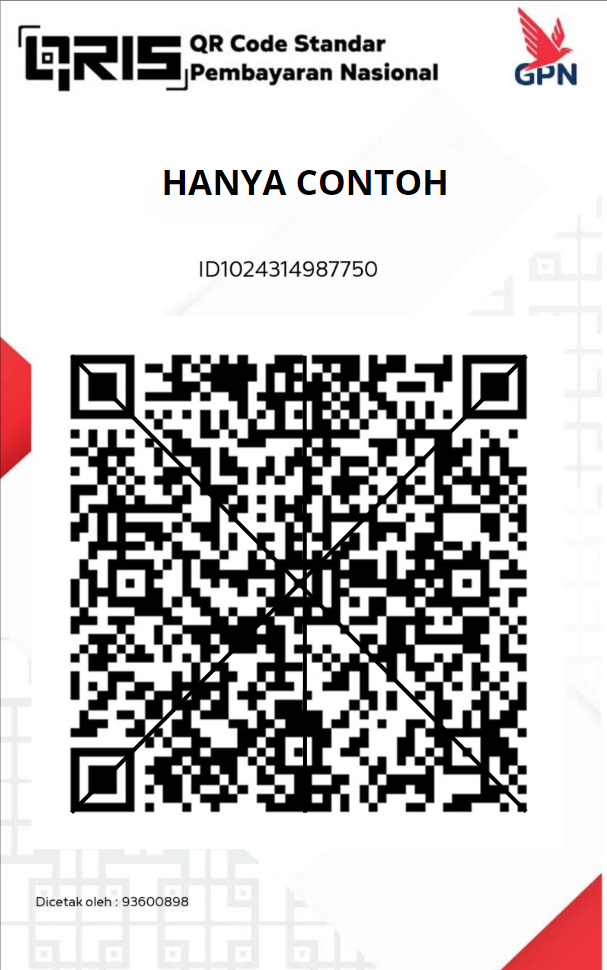 QRIS QR Code Standar
Pembayaran Nasional
GPN
HANYA CONTOH
ID1024314987750
Dicetak oleh : 93600898